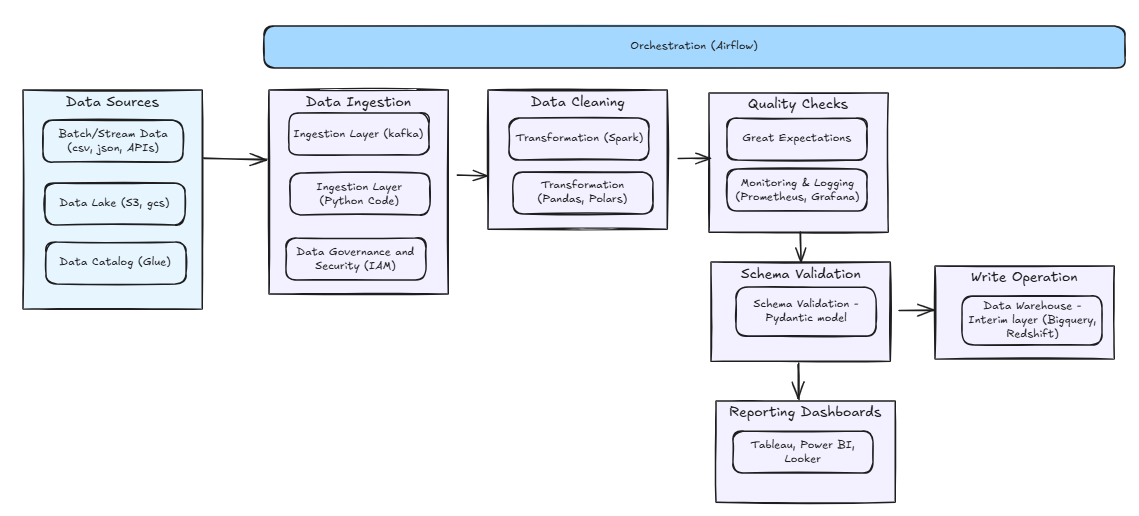 Orchestration (Airflow)
Data Sources
Batch/Stream Data
(csv, json, APIs)
Data Lake (S3, gcs)
Data Catalog (Glue)
Data Ingestion
Ingestion Layer (kafka)
Ingestion Layer
(Python Code)
Data Governance and
Security (IAM)
Data Cleaning
Transformation (Spark)
Transformation
(Pandas, Polars)
Quality Checks
Great Expectations
Monitoring & Logging
(Prometheus, Grafana)
Schema Validation
Schema Validation -
Pydantic model
Write Operation
Data Warehouse -
Interim layer (Bigquery,
Redshift)
Reporting Dashboards
Tableau, Power BI,
Looker